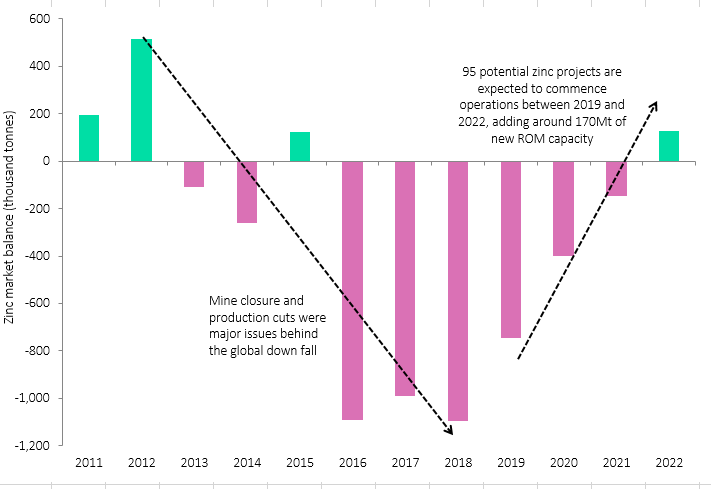 600
400
200
0
-200
-400
-600
-800
-1,000
-1,200
Zinc market balance (thousand tonnes)
95 potential zinc projects are
expected to commence
operations between 2019 and
2022, adding around 170Mt of
new ROM capacity
Mine closure and
production cuts were
major issues behind
the global down fall
2011 2012 2013 2014 2015 2016 2017 2018 2019 2020 2021 2022